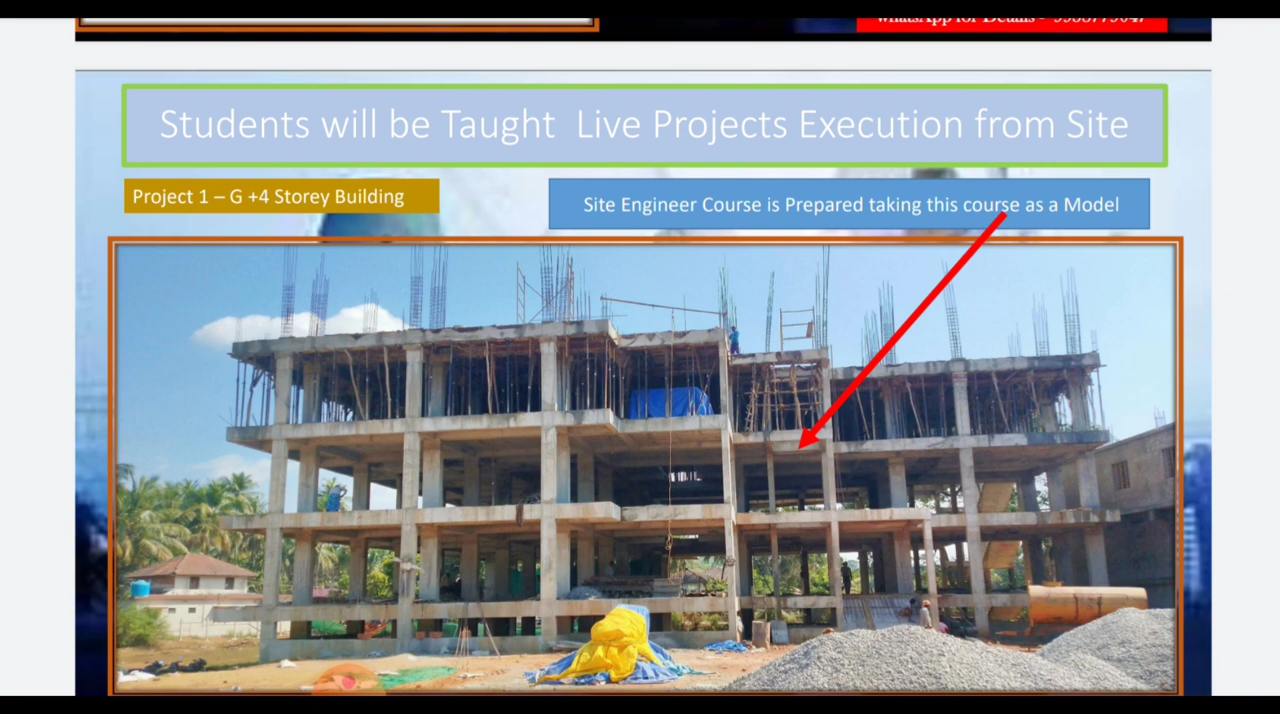 Students will be Taught Live Projects Execution from Site
Project 1 – G +4 Storey Building
Site Engineer Course is Prepared taking this course as a Model